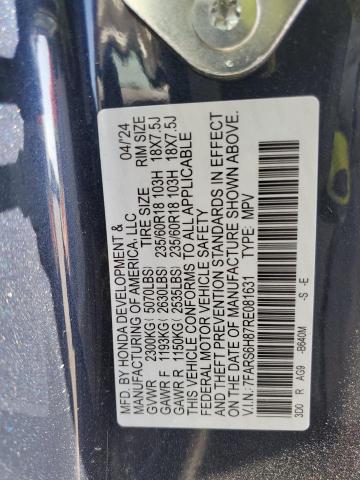 MFD. BY HONDA DEVELOPMENT & 04/'24
MANUFACTURING OF AMERICA, LLC
TIRE SIZE RIM SIZE
GVWR 2300KG( 5070LBS)
GAWR F 1193KG( 2630LBS) 235/60R18 103H 18X7.5J
GAWR R 1150KG( 2535LBS) 235/60R18 103H 18X7.5J
THIS VEHICLE CONFORMS TO ALL APPLICABLE
FEDERAL MOTOR VEHICLE SAFETY
AND THEFT PREVENTION STANDARDS IN EFFECT
ON THE DATE OF MANUFACTURE SHOWN ABOVE.
V.I.N.: 7FARS6H87RE081631 TYPE: MPV
-S -E
3D0 R AG9 -B640M